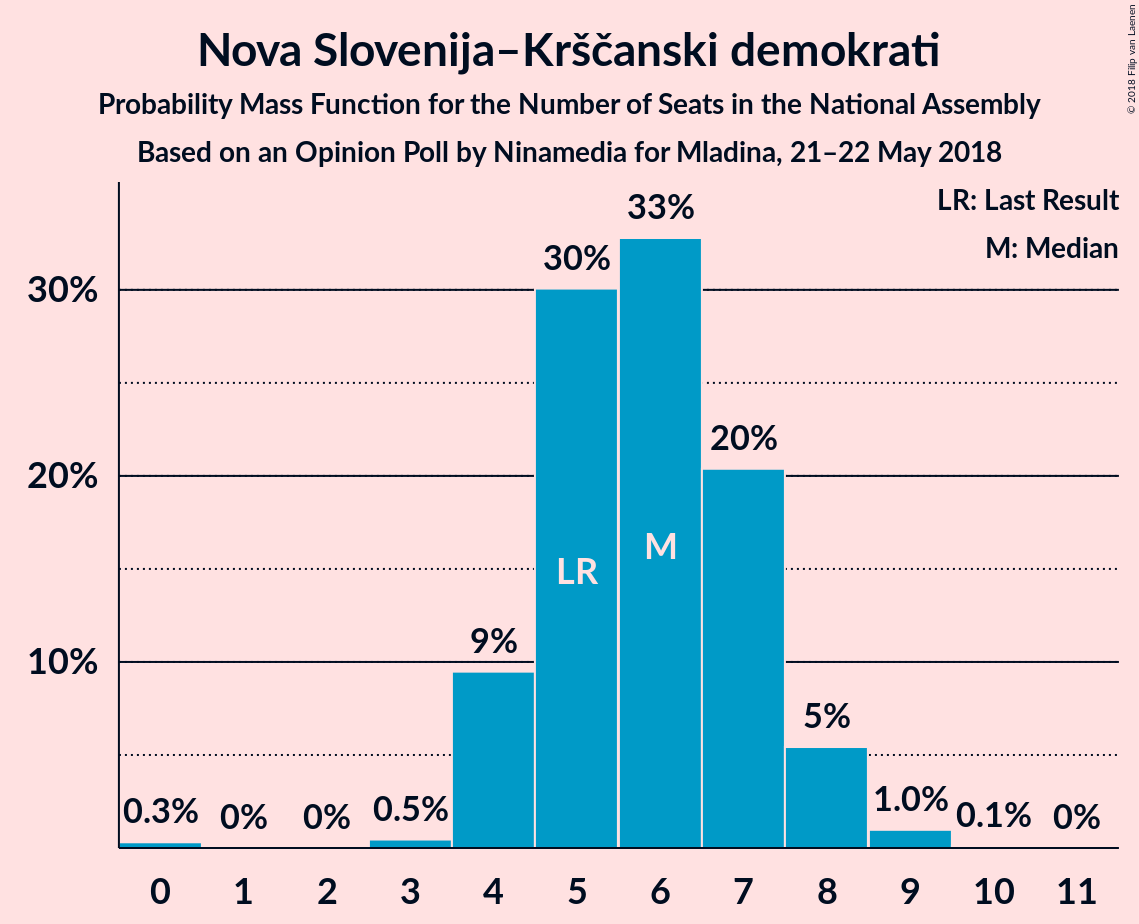 Nova Slovenija–Krščanski demokrati
Probability Mass Function for the Number of Seats in the National Assembly
Based on an Opinion Poll by Ninamedia for Mladina, 21–22 May 2018
© 2018 Filip van Laenen
LR: Last Result
M: Median
30%
20%
10%
0.3%
0%
0%
0.5%
9%
30%
33%
20%
5%
1.0%
0.1%
0%
LR
M
0 1 2 3 4 5 6 7 8 9 10 11